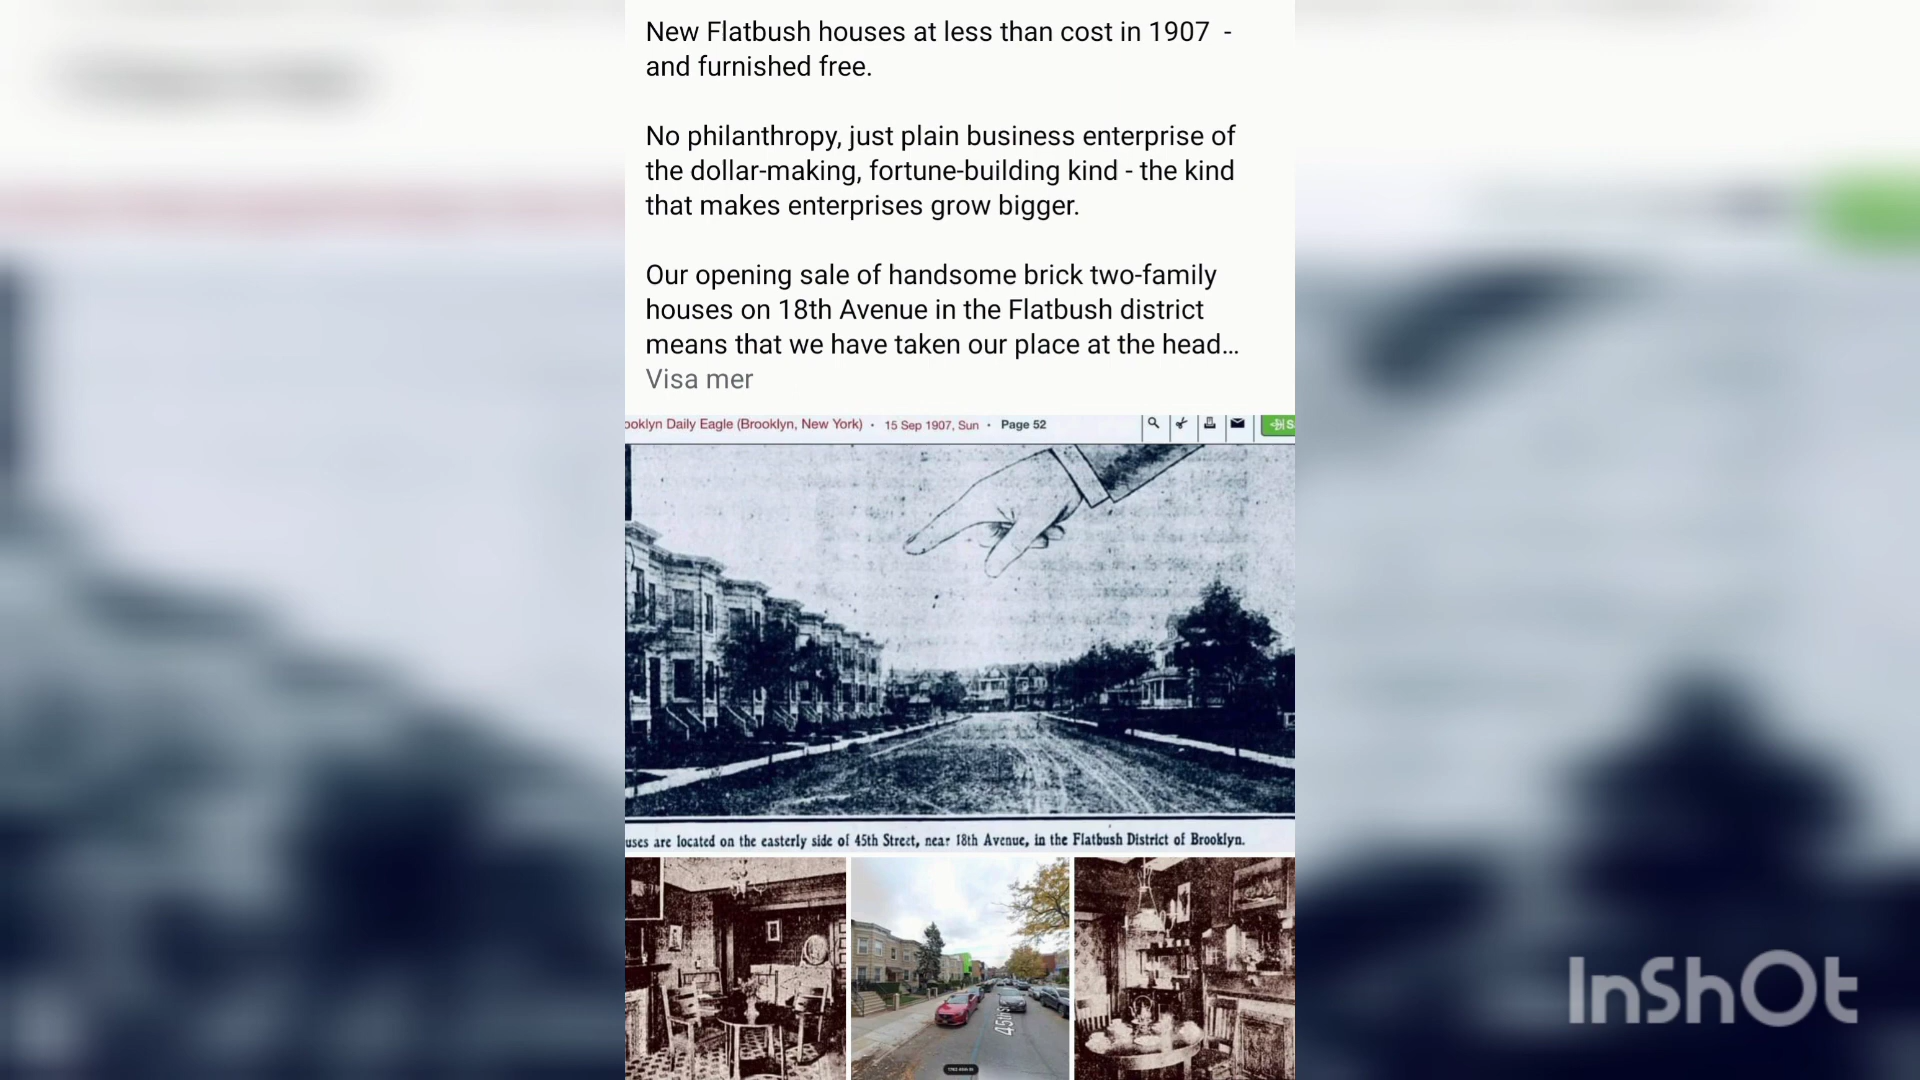 New Flatbush houses at less than cost in 1907 -
and furnished free.
No philanthropy, just plain business enterprise of
the dollar-making, fortune-building kind - the kind
that makes enterprises grow bigger.
Our opening sale of handsome brick two-family
houses on 18th Avenue in the Flatbush district
means that we have taken our place at the head...
Visa mer
ooklyn Daily Eagle (Brooklyn, New York) · 15 Sep 1907, Sun · Page 52
uses are located on the easterly side of 45th Street, near 18th Avenue, in the Flatbush District of Brooklyn.
45th
InShOt